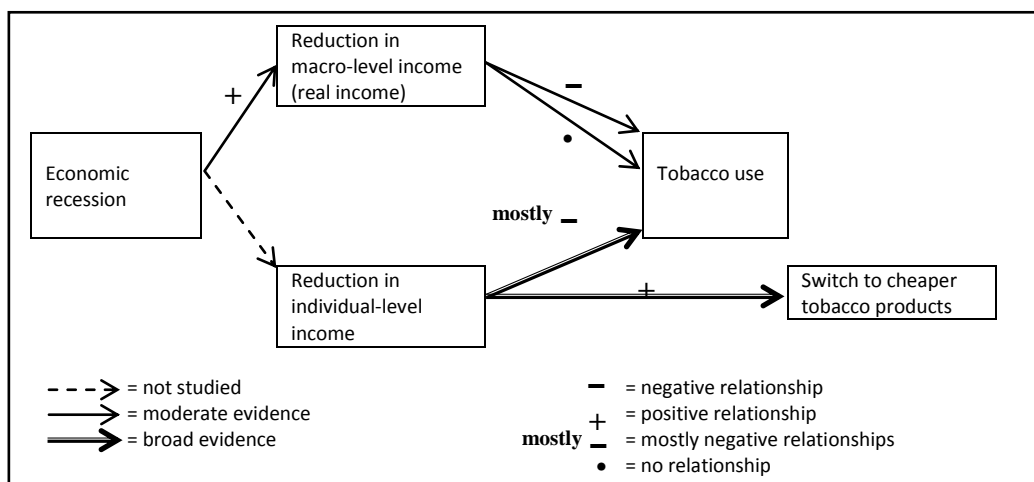 Reduction in
macro-level income
(real income)
+
−
•
Economic
recession
Tobacco use
mostly −
Reduction in
individual-level
income
+
Switch to cheaper
tobacco products
= not studied
= moderate evidence
= broad evidence
− = negative relationship
+ = positive relationship
mostly − = mostly negative relationships
• = no relationship